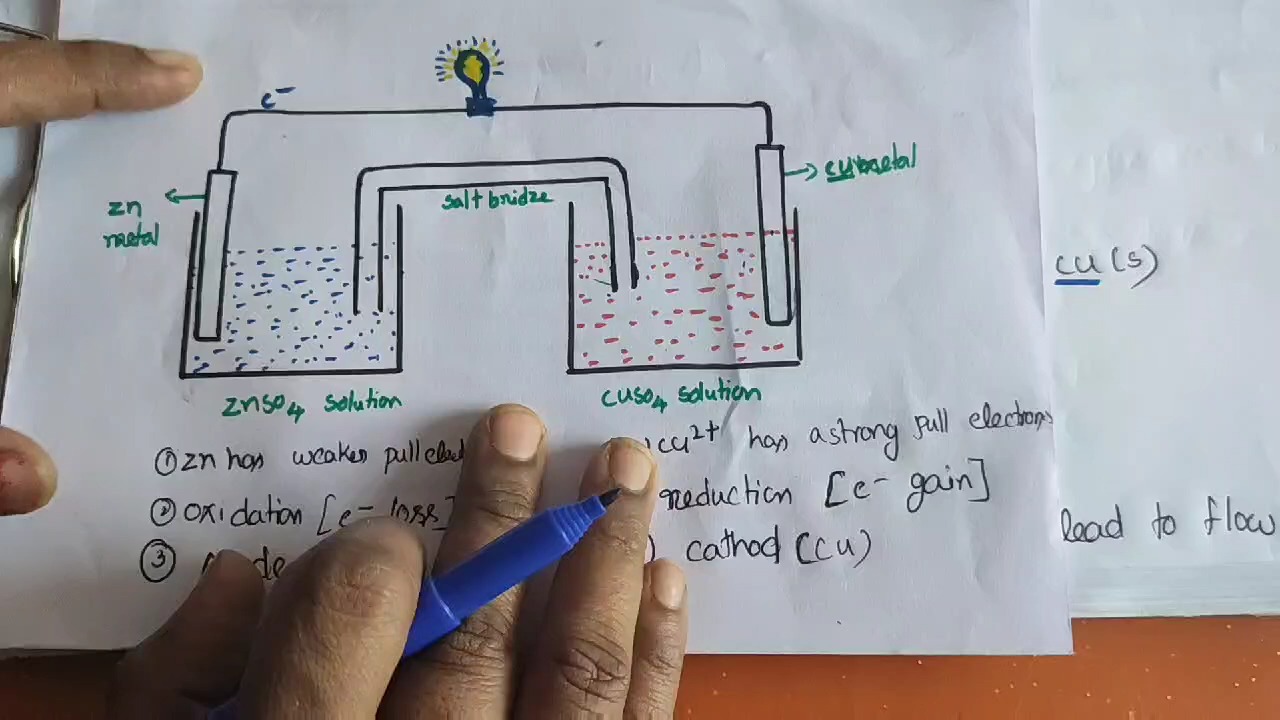 e⁻
zn
metal
salt bridze
cu metal
cu (s)
znso₄ solution
cuso₄ solution
① zn has weaker pull
cu²⁺ has a strong pull electrons
② oxidation [e⁻ loss]
reduction [e⁻ gain]
lead to flow
③
cathod (cu)